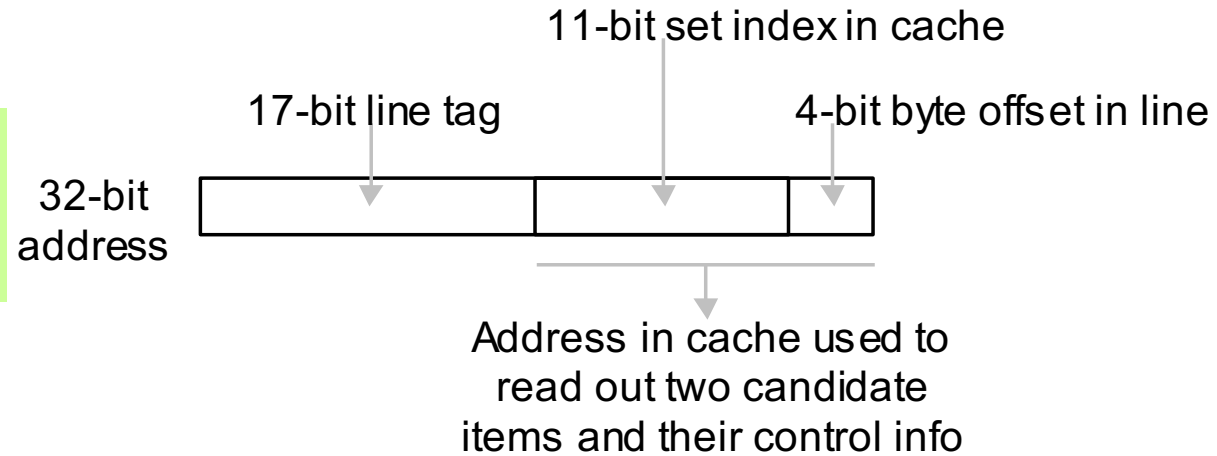 11-bit set index in cache
17-bit line tag
4-bit byte offset in line
32-bit
address
Address in cache used to
read out two candidate
items and their control info